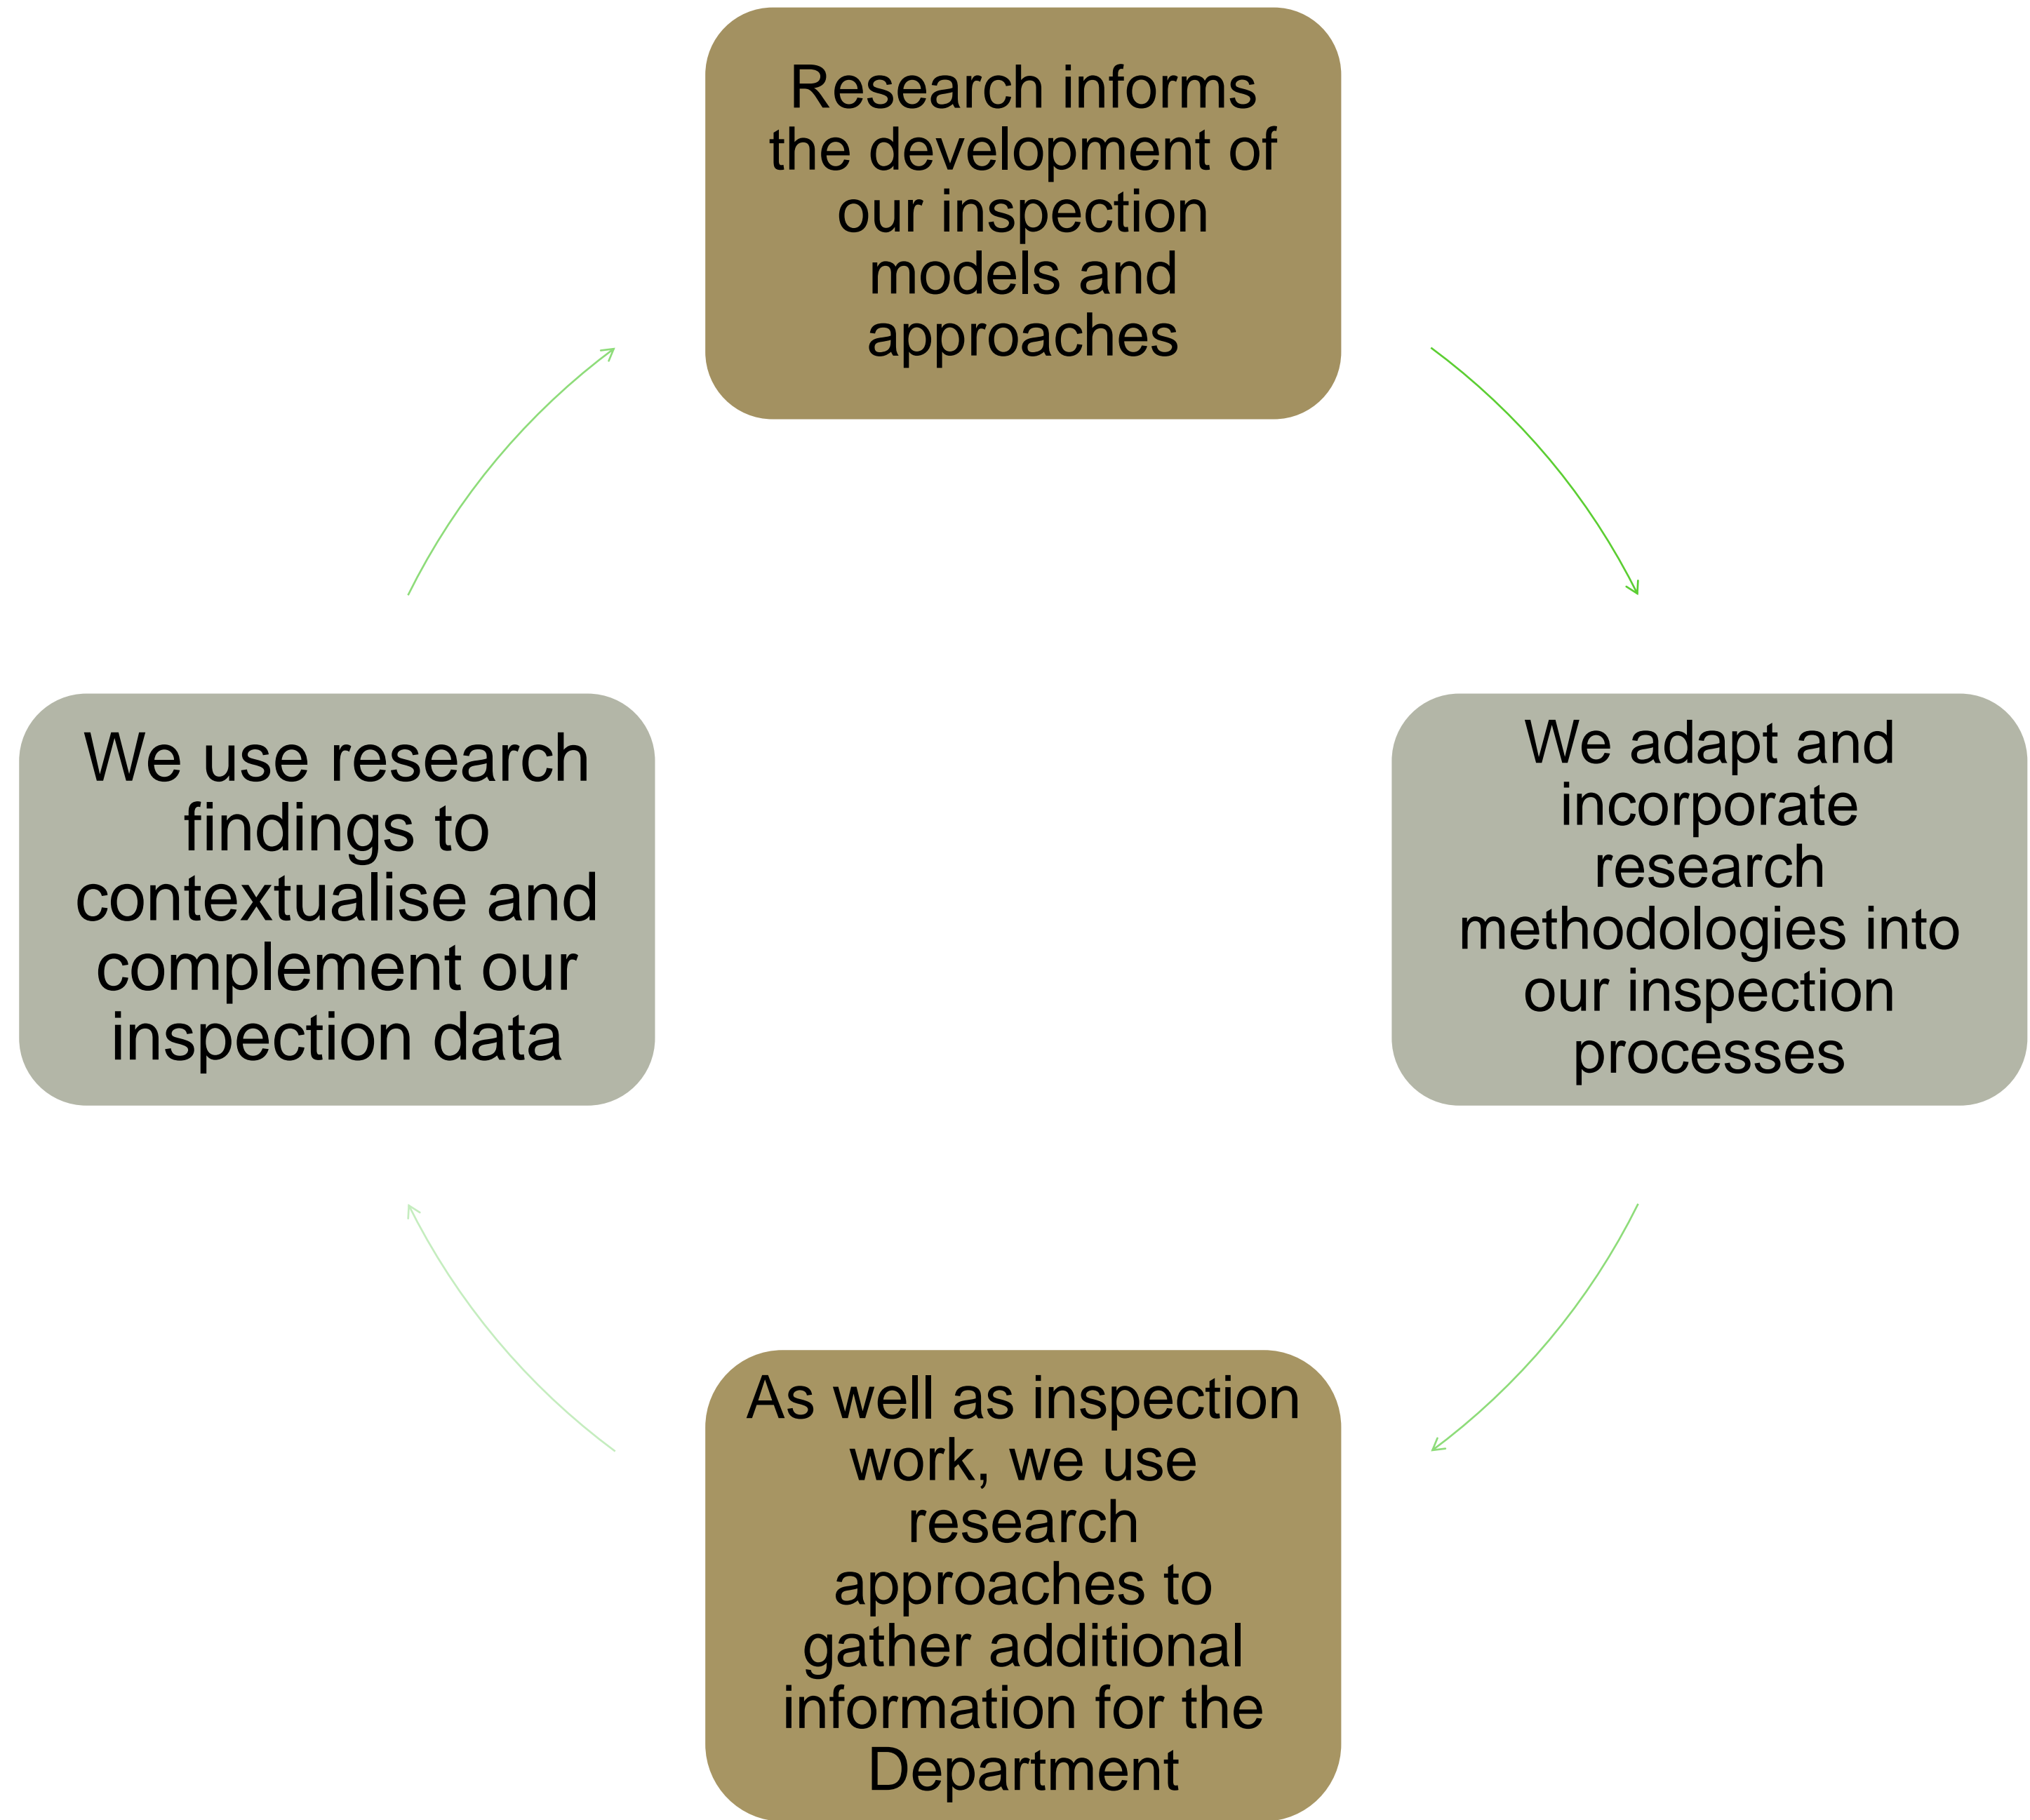 Research informs
the development of
our inspection
models and
approaches
We adapt and
incorporate
research
methodologies into
our inspection
processes
As well as inspection
work, we use
research
approaches to
gather additional
information for the
Department
We use research
findings to
contextualise and
complement our
inspection data